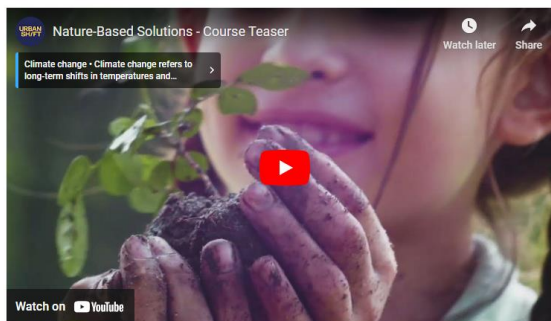 URBAN
SHIFT
Nature-Based Solutions - Course Teaser
Watch later
Share
Climate change • Climate change refers to
long-term shifts in temperatures and...
Watch on YouTube